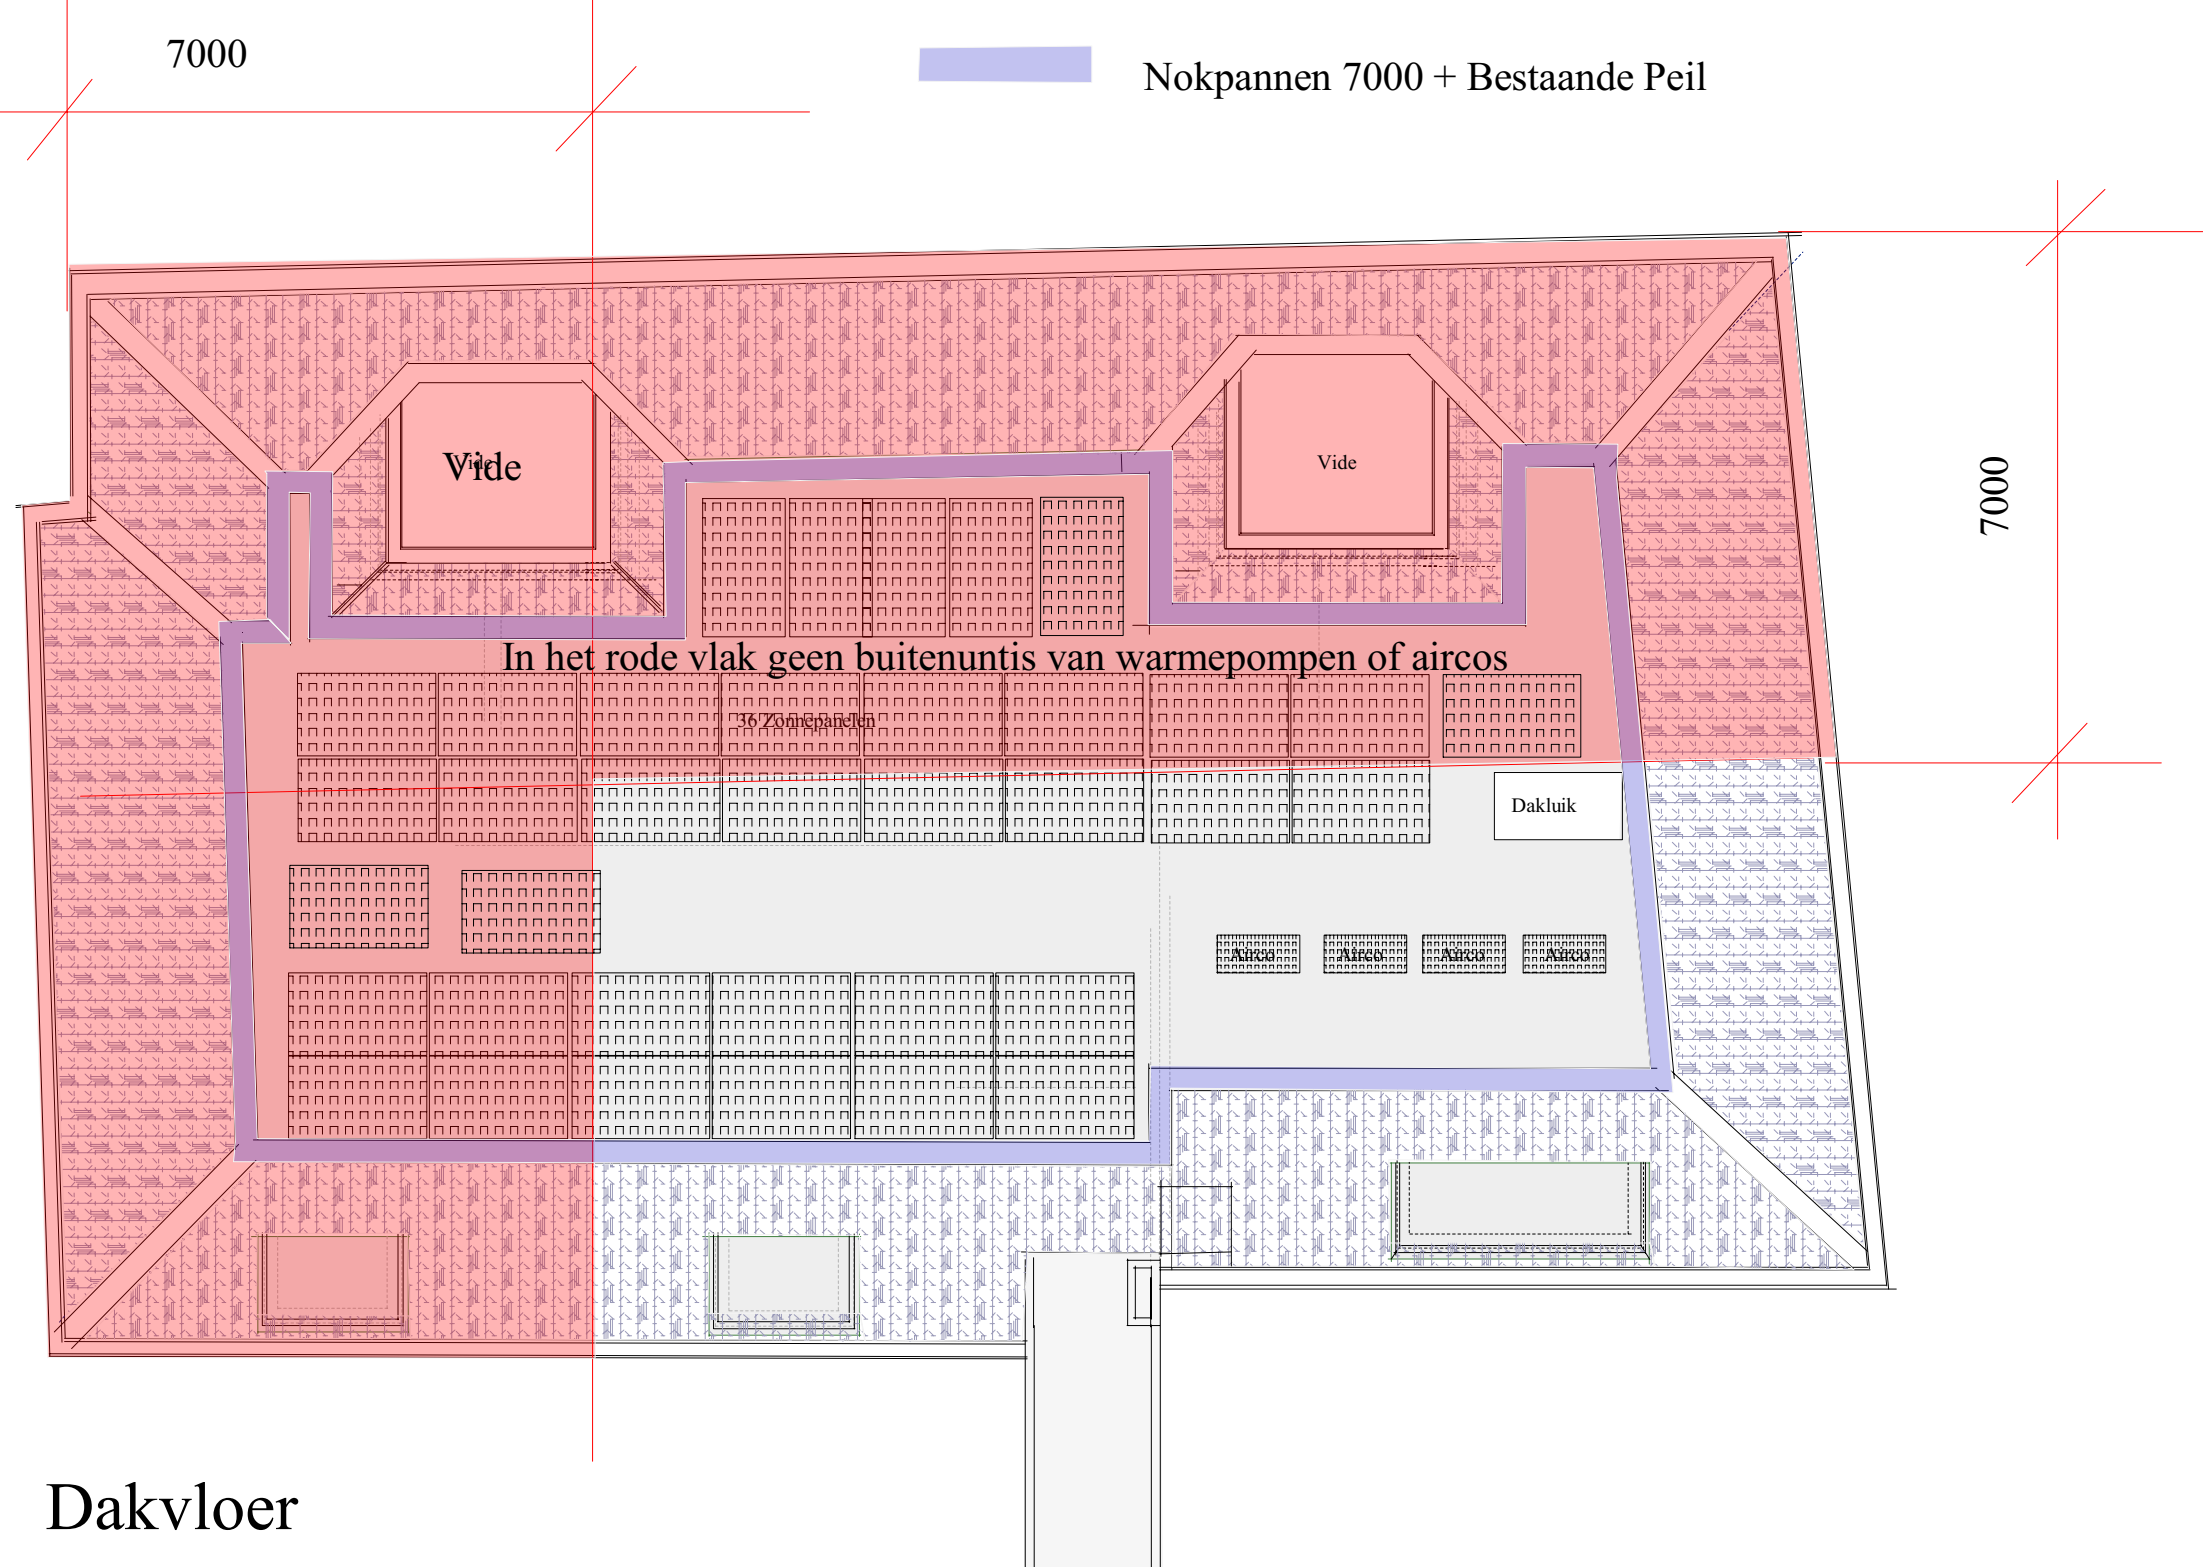 7000
Nokpannen 7000 + Bestaande Peil
Vide
Vide
Vide
7000
In het rode vlak geen buitenuntis van warmepompen of aircos
36 Zonnepanelen
Dakluik
Airco
Airco
Airco
Airco
Dakvloer